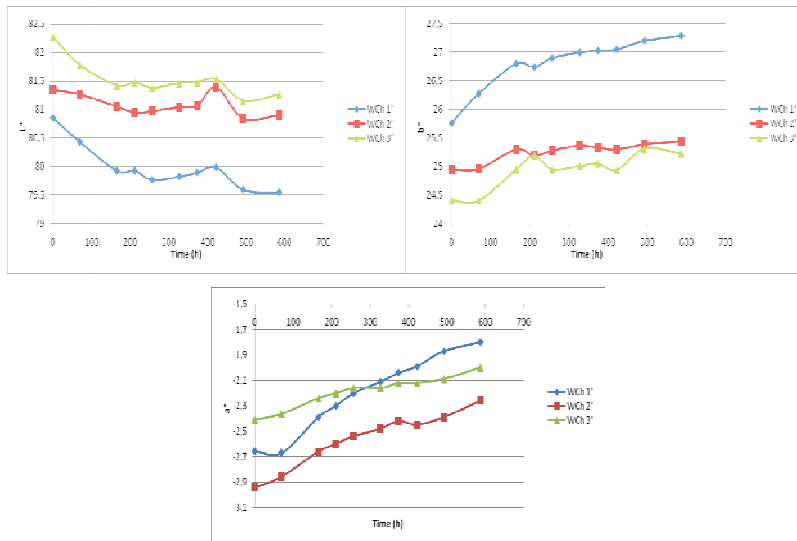 82,5
82
81,5
81
80,5
80
79,5
79
L*
0 100 200 300 400 500 600 700
Time (h)
WCh 1"
WCh 2"
WCh 3"
27,5
27
26,5
26
25,5
25
24,5
24
b*
0 100 200 300 400 500 600 700
Time (h)
WCh 1"
WCh 2"
WCh 3"
-1,5
-1,7
-1,9
-2,1
-2,3
-2,5
-2,7
-2,9
-3,1
a*
0 100 200 300 400 500 600 700
Time (h)
WCh 1"
WCh 2"
WCh 3"